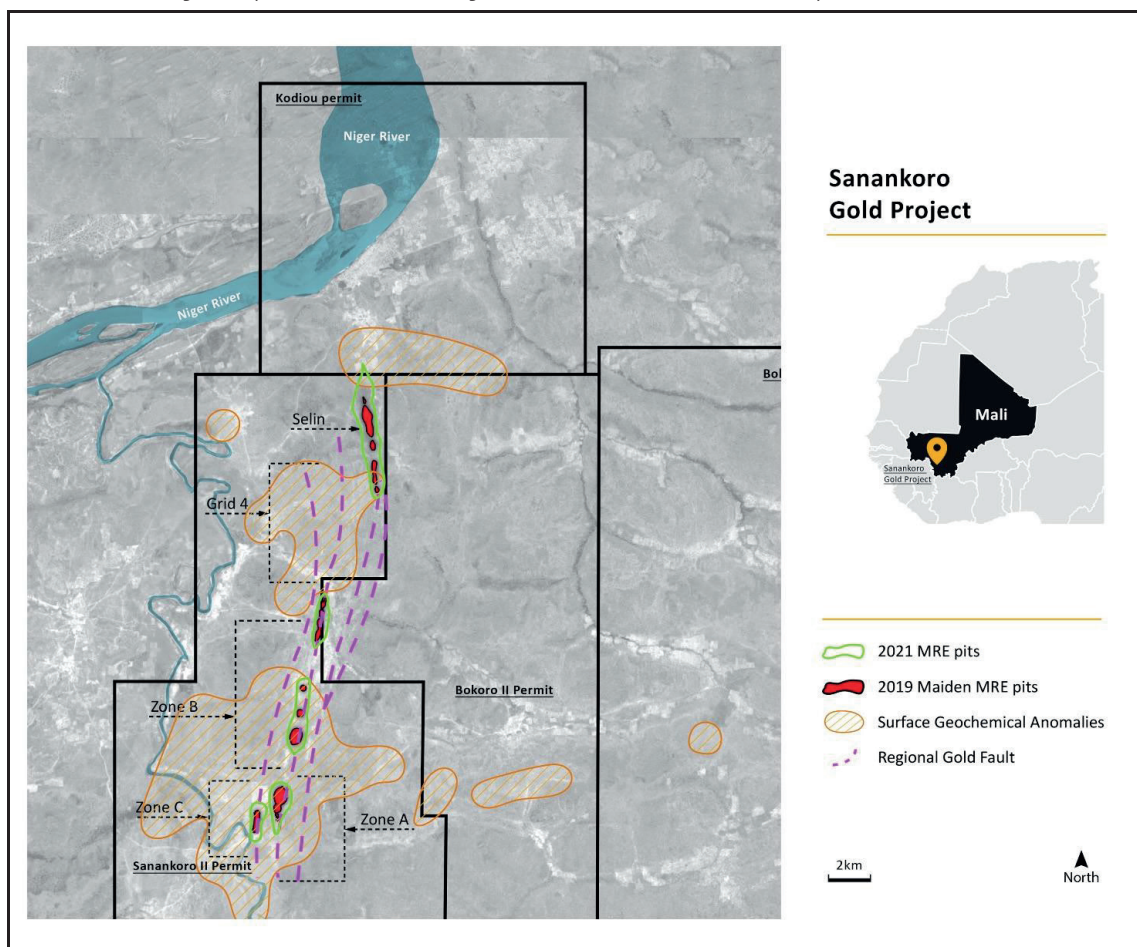 Kodiou permit
Niger River
Niger River
Bol
Selin
Grid 4
Zone B
Bokoro II Permit
Zone C
Zone A
Sanankoro II Permit
Sanankoro
Gold Project
Mali
Sanankoro
Gold Project
2021 MRE pits
2019 Maiden MRE pits
Surface Geochemical Anomalies
Regional Gold Fault
2km
North